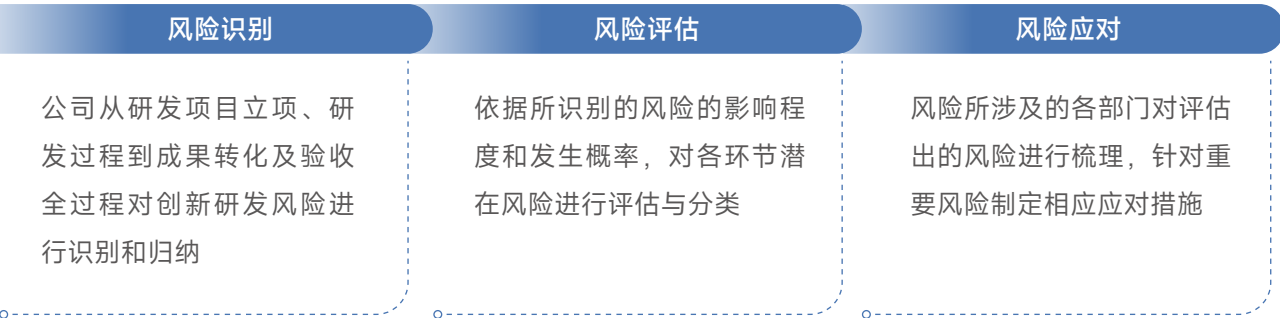 风险识别
公司从研发项目立项、研
发过程到成果转化及验收
全过程对创新研发风险进
行识别和归纳
风险评估
依据所识别的风险的影响程
度和发生概率，对各环节潜
在风险进行评估与分类
风险应对
风险所涉及的各部门对评估
出的风险进行梳理，针对重
要风险制定相应应对措施